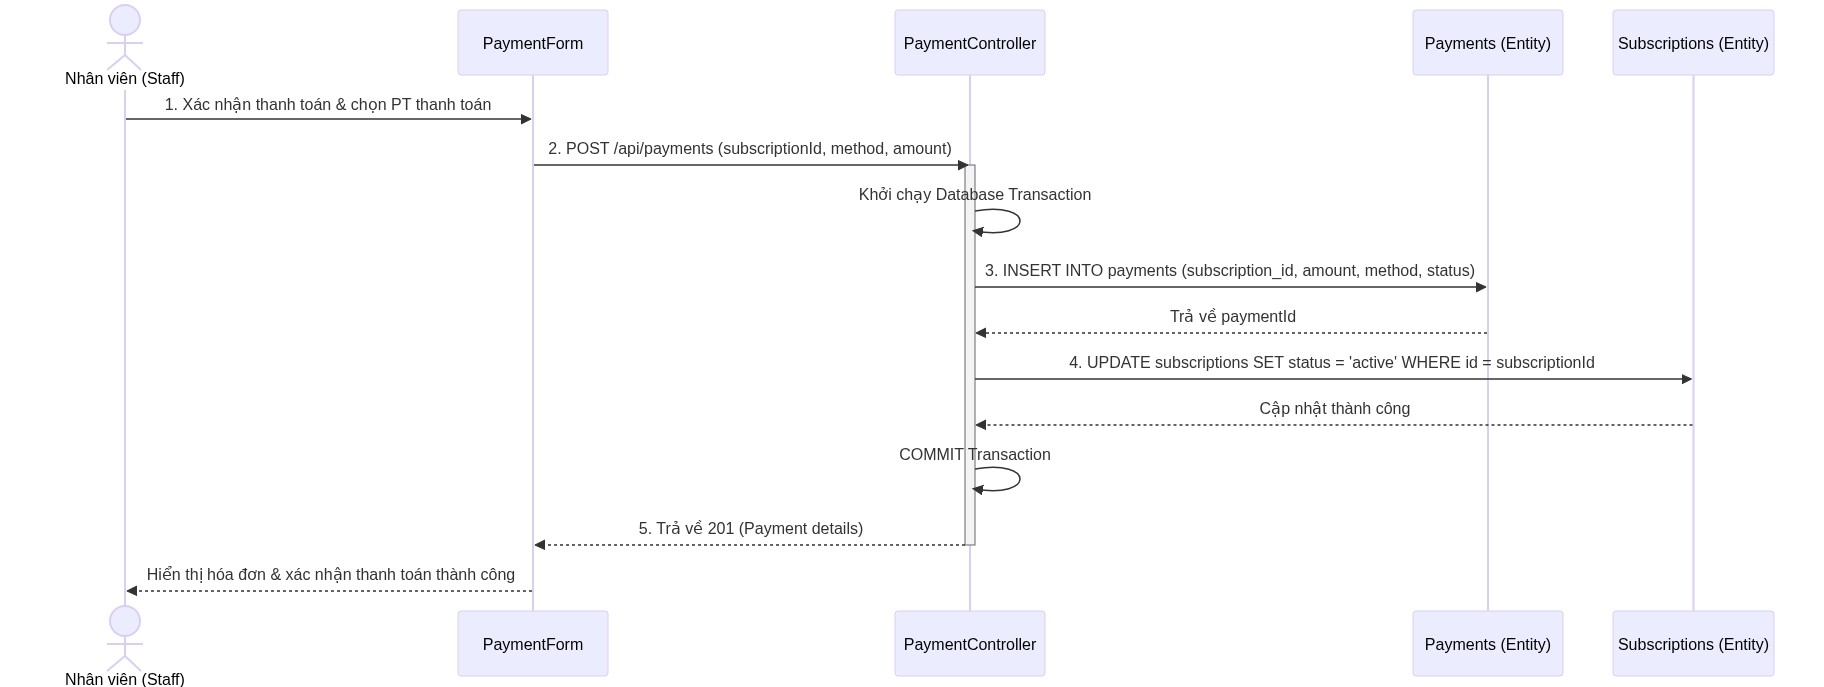 Nhân viên (Staff)
PaymentForm
PaymentController
Payments (Entity)
Subscriptions (Entity)
1. Xác nhận thanh toán & chọn PT thanh toán
2. POST /api/payments (subscriptionId, method, amount)
Khởi chạy Database Transaction
3. INSERT INTO payments (subscription_id, amount, method, status)
Trả về paymentId
4. UPDATE subscriptions SET status = 'active' WHERE id = subscriptionId
Cập nhật thành công
COMMIT Transaction
5. Trả về 201 (Payment details)
Hiển thị hóa đơn & xác nhận thanh toán thành công
Nhân viên (Staff)
PaymentForm
PaymentController
Payments (Entity)
Subscriptions (Entity)